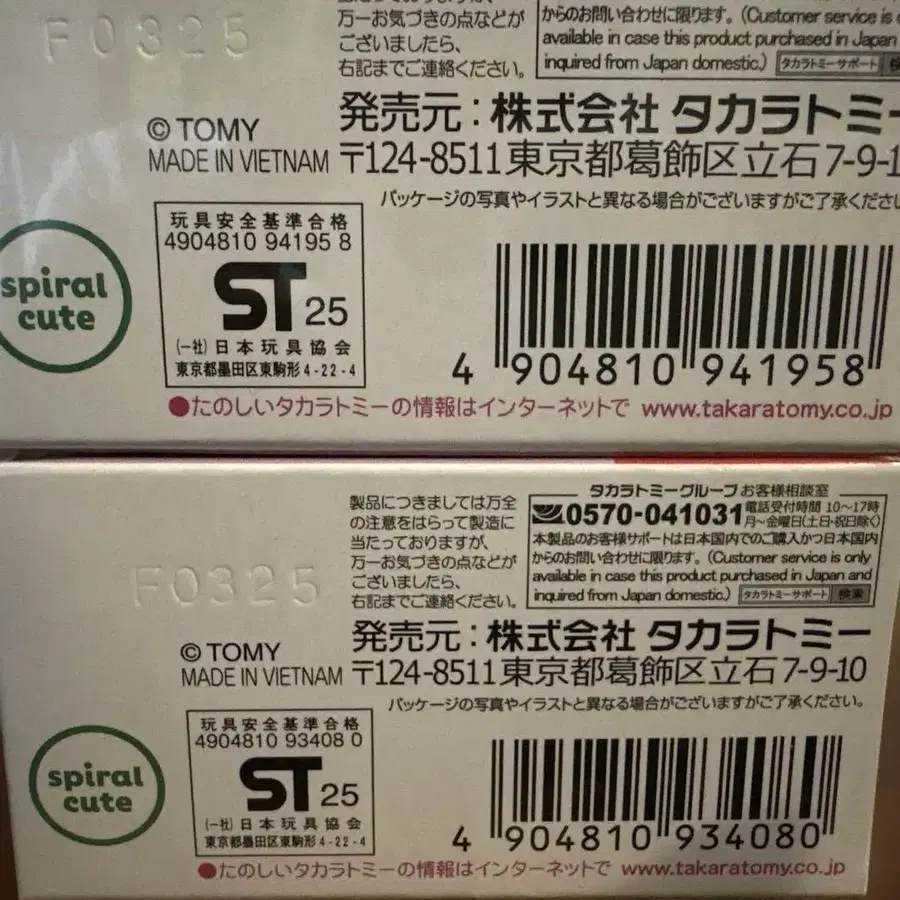 F0325
万一お気づきの点などが
ございましたら、
右記までご連絡ください。
からのお問い合わせに限ります。(Customer service is
available in case this product purchased in Japan
inquired from Japan domestic.) タカラトミーサポート
発売元:株式会社 タカラトミー
© TOMY
MADE IN VIETNAM
〒124-8511東京都葛飾区立石7-9-1
パッケージの写真やイラストと異なる場合がございますがご了承くださ
spiral
cute
玩具安全基準合格
4904810 94195 8
ST 25
(一社)日本玩具協会
東京都墨田区東駒形4-22-4
4 904810 941958
●たのしいタカラトミーの情報はインターネットで www.takaratomy.co.jp
F0325
製品につきましては万全
の注意をはらって製造に
当たっておりますが、
万一お気づきの点などが
ございましたら、
右記までご連絡ください。
タカラトミーグループお客様相談室
0570-041031 電話受付時間 10~17時
月~金曜日(土日・祝日除く)
本製品のお客様サポートは日本国内でのご購入かつ日本国内
からのお問い合わせに限ります。(Customer service is only
available in case this product purchased in Japan and
inquired from Japan domestic.) タカラトミーサポート 検索
発売元:株式会社 タカラトミー
© TOMY
MADE IN VIETNAM
〒124-8511東京都葛飾区立石7-9-10
パッケージの写真やイラストと異なる場合がございますがご了承ください。
spiral
cute
玩具安全基準合格
4904810 93408 0
ST 25
(一社)日本玩具協会
東京都墨田区東駒形4-22-4
4 904810 934080
●たのしいタカラトミーの情報はインターネットで www.takaratomy.co.jp